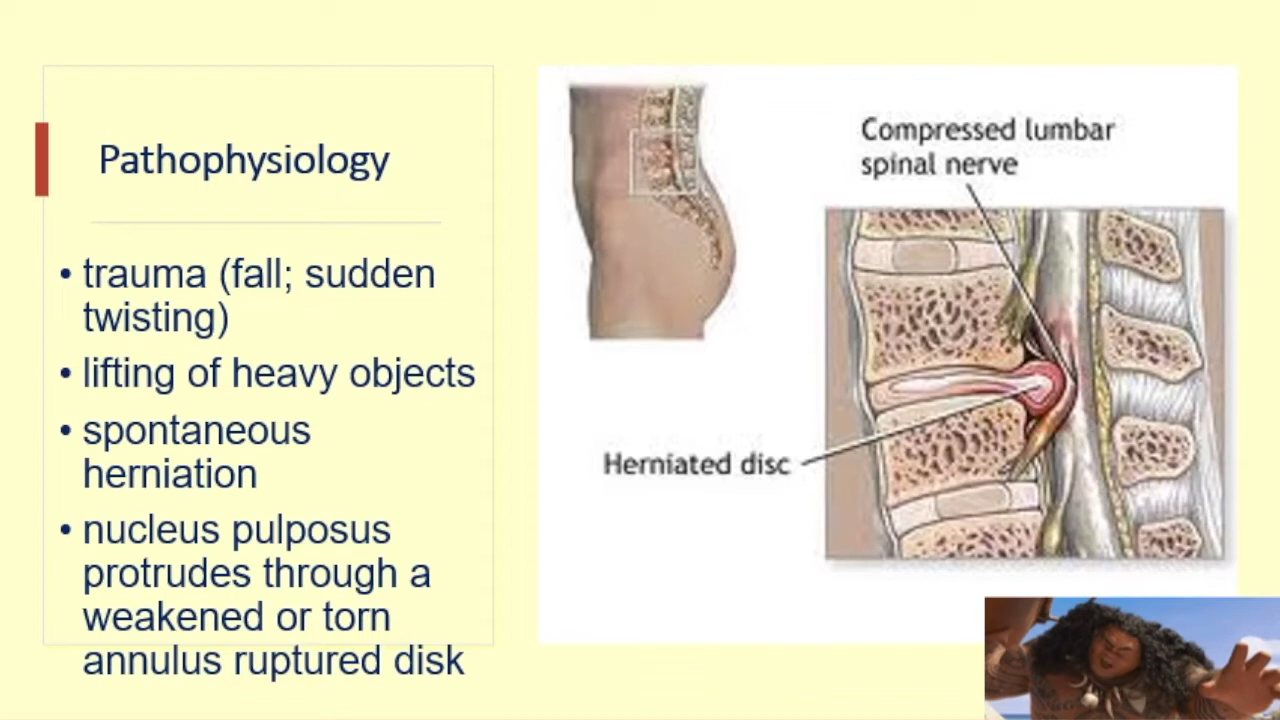 Pathophysiology
• trauma (fall; sudden
twisting)
• lifting of heavy objects
• spontaneous
herniation
• nucleus pulposus
protrudes through a
weakened or torn
annulus ruptured disk
Compressed lumbar
spinal nerve
Herniated disc